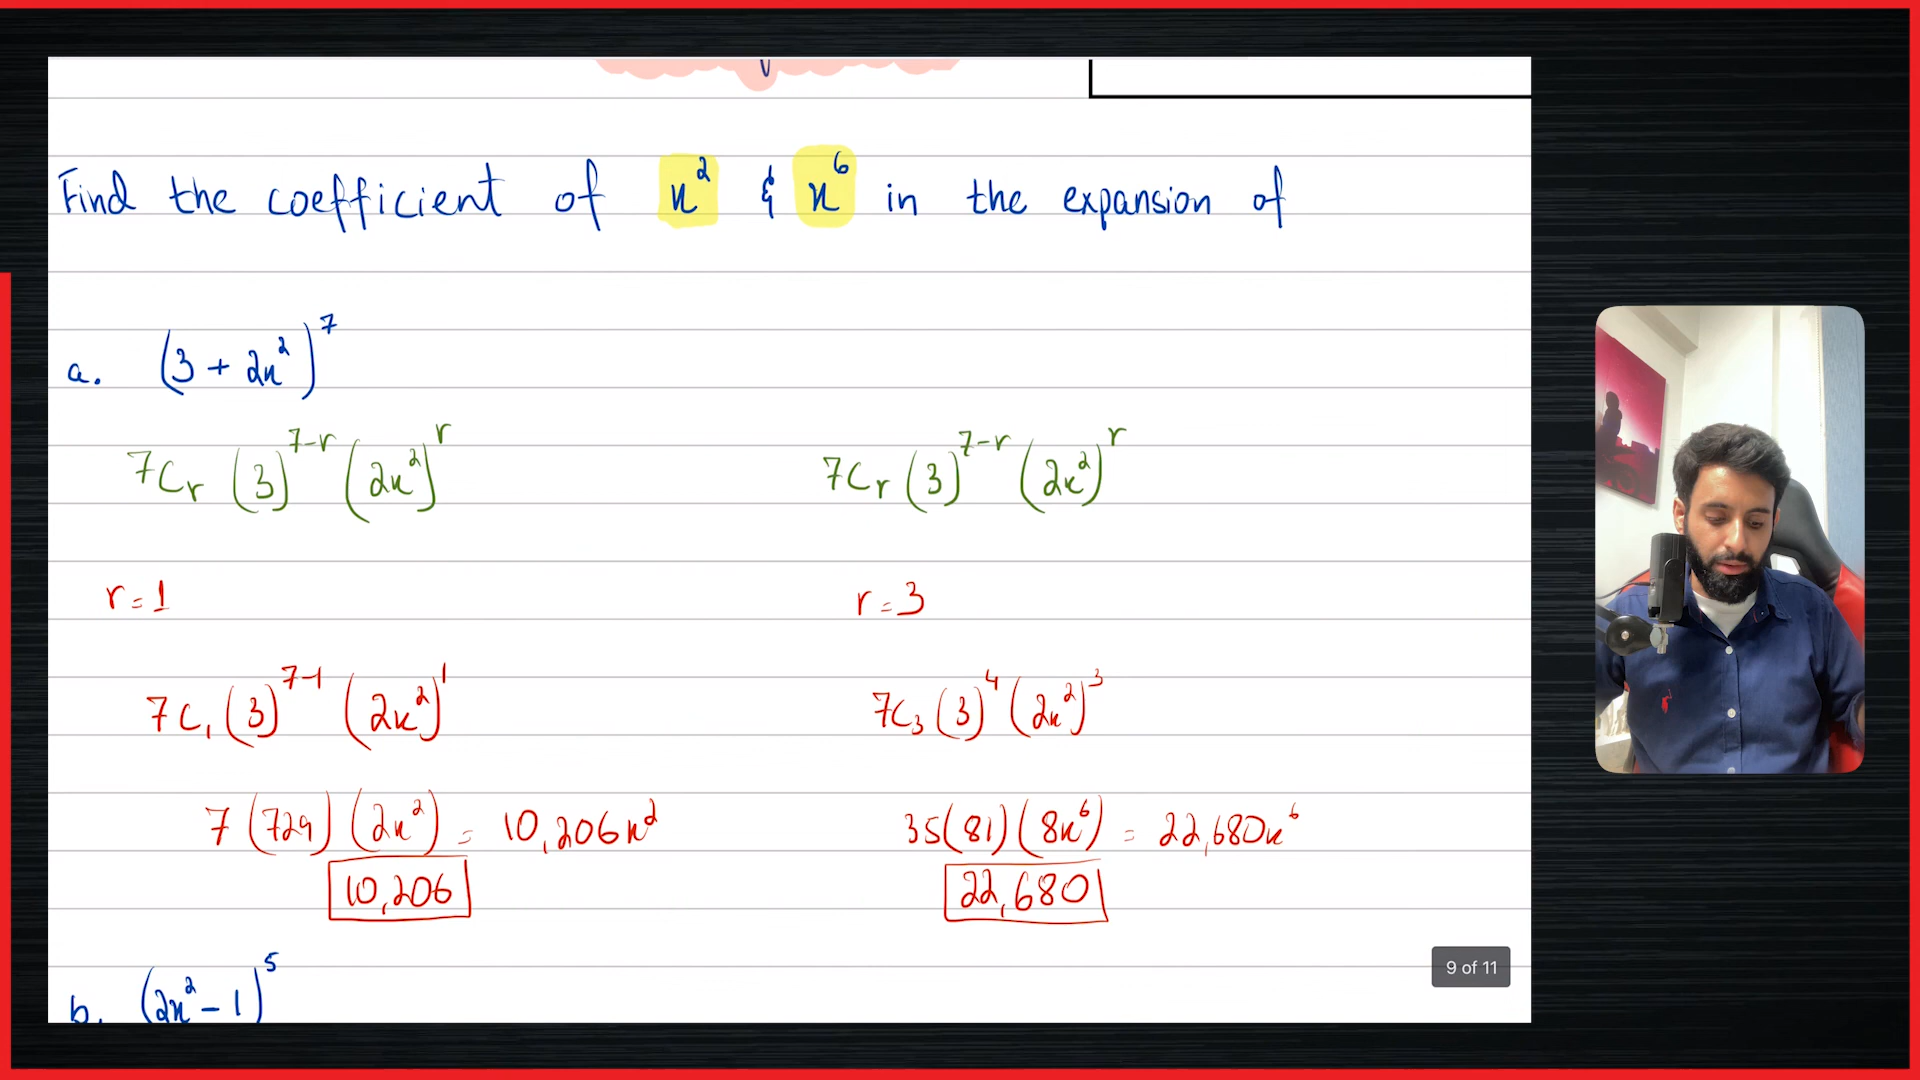 Find the coefficient of x² & x⁶ in the expansion of
a. (3 + 2x²)⁷
7Cr (3)⁷⁻ʳ (2x²)ʳ
7Cr (3)⁷⁻ʳ (2x²)ʳ
r = 1
r = 3
7C₁ (3)⁷⁻¹ (2x²)¹
7C₃ (3)⁴ (2x²)³
7 (729) (2x²) = 10,206x²
35 (81) (8x⁶) = 22,680x⁶
10,206
22,680
b. (2x² - 1)⁵
9 of 11